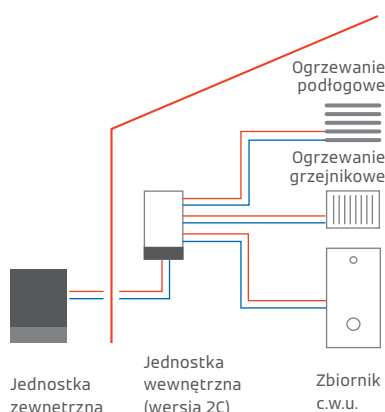 Ogrzewanie
podłogowe
Ogrzewanie
grzejnikowe
Jednostka
zewnętrzna
Jednostka
wewnętrzna
(wersja 2C)
Zbiornik
c.w.u.